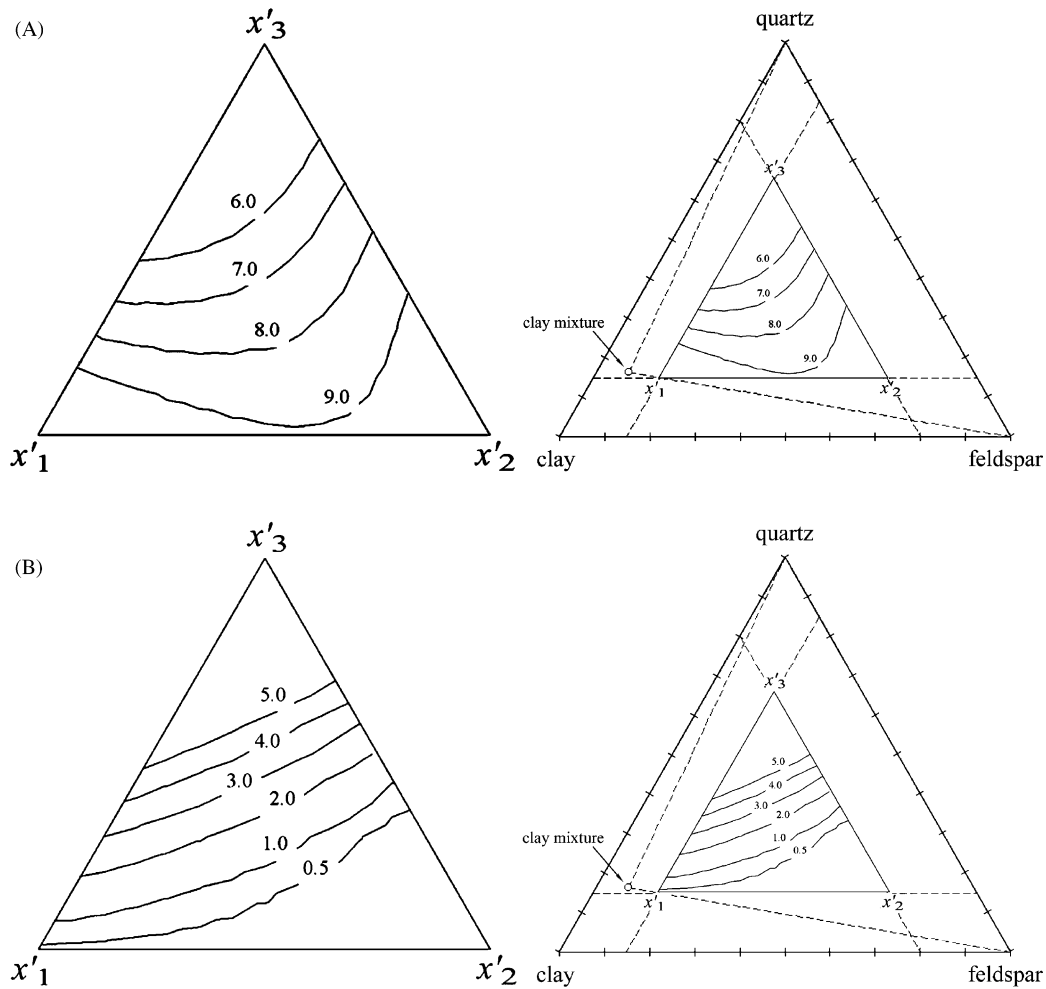 (A)
x'3
6.0
7.0
8.0
9.0
x'1
x'2
quartz
x'3
6.0
7.0
8.0
9.0
clay mixture
x'1
x'2
clay
feldspar
(B)
x'3
5.0
4.0
3.0
2.0
1.0
0.5
x'1
x'2
quartz
x'3
5.0
4.0
3.0
2.0
1.0
0.5
clay mixture
x'1
x'2
clay
feldspar